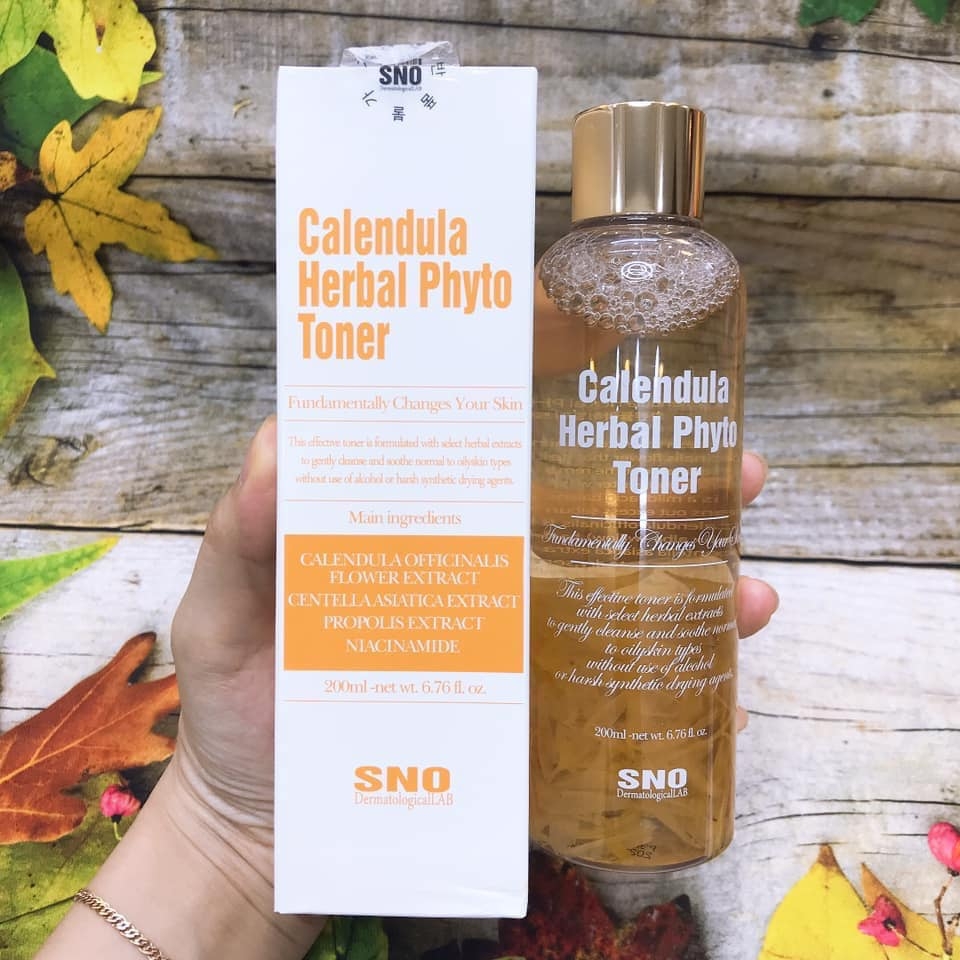 SNO
DermatologicalLAB
Calendula
Herbal Phyto
Toner
Fundamentally Changes Your Skin
This effective toner is formulated with select herbal extracts
to gently cleanse and soothe normal to oilyskin types
without use of alcohol or harsh synthetic drying agents.
Main ingredients
CALENDULA OFFICINALIS
FLOWER EXTRACT
CENTELLA ASIATICA EXTRACT
PROPOLIS EXTRACT
NIACINAMIDE
200ml -net wt. 6.76 fl. oz.
SNO
DermatologicalLAB
Calendula
Herbal Phyto
Toner
Fundamentally Changes Your
This effective toner is formulated
with select herbal extracts
to gently cleanse and soothe
to oilyskin types
without use of alcohol
or harsh synthetic drying agents.
200ml -net wt. 6.76 fl. oz.
SNO
DermatologicalLAB